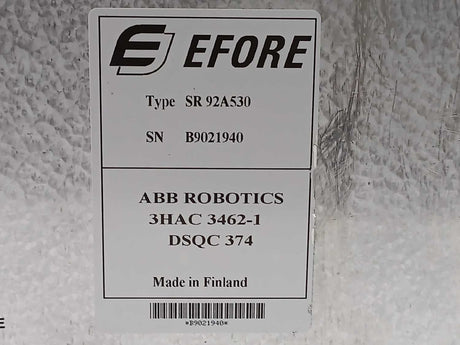 EFORE
Type SR 92A530
SN B9021940
ABB ROBOTICS
3HAC 3462-1
DSQC 374
Made in Finland
*B9021940*
E